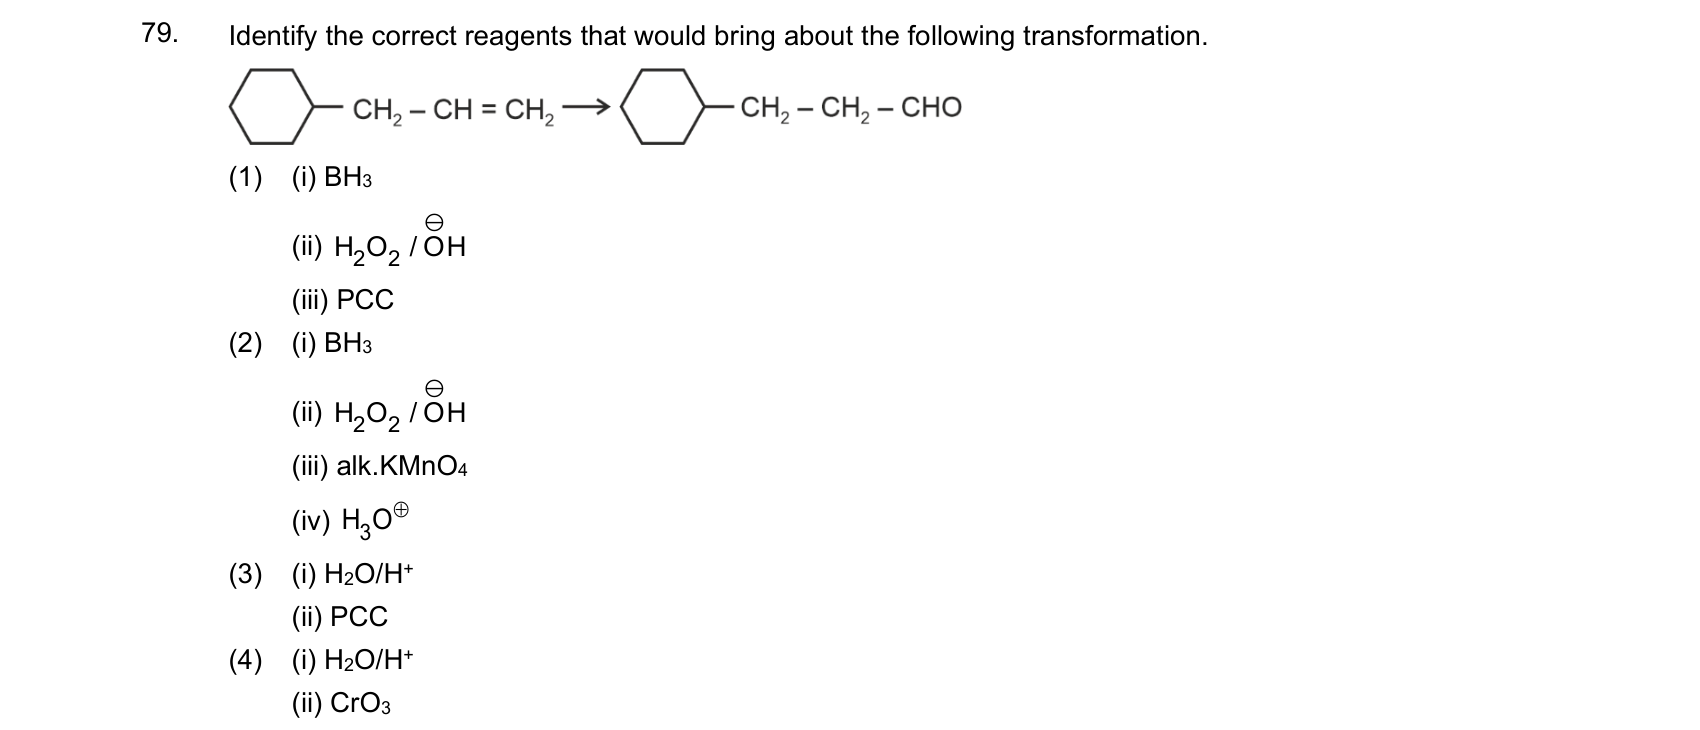 79. Identify the correct reagents that would bring about the following transformation.
CH₂ – CH = CH₂ ⟶ CH₂ – CH₂ – CHO
(1) (i) BH₃
(ii) H₂O₂ / O⊖H
(iii) PCC
(2) (i) BH₃
(ii) H₂O₂ / O⊖H
(iii) alk.KMnO₄
(iv) H₃O⊕
(3) (i) H₂O/H⁺
(ii) PCC
(4) (i) H₂O/H⁺
(ii) CrO₃